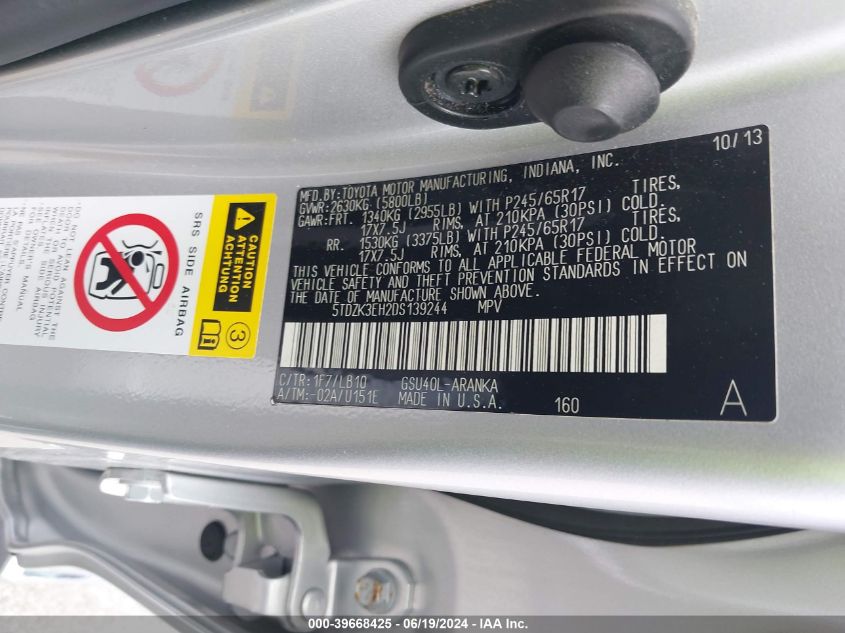 10/13
MFD.BY:TOYOTA MOTOR MANUFACTURING, INDIANA, INC.
GVWR:2630KG (5800LB)
GAWR:FRT. 1340KG (2955LB) WITH P245/65R17 TIRES,
17X7.5J RIMS, AT 210KPA (30PSI) COLD.
RR. 1530KG (3375LB) WITH P245/65R17 TIRES,
17X7.5J RIMS, AT 210KPA (30PSI) COLD.
THIS VEHICLE CONFORMS TO ALL APPLICABLE FEDERAL MOTOR
VEHICLE SAFETY AND THEFT PREVENTION STANDARDS IN EFFECT ON
THE DATE OF MANUFACTURE SHOWN ABOVE.
5TDZK3EH2DS139244 MPV
C/TR:1F7/LB10 GSU40L-ARANKA
A/TM:-02A/U151E MADE IN U.S.A. 160 A
CAUTION
ATTENTION
ACHTUNG
3
SRS SIDE AIRBAG
000-39668425 - 06/19/2024 - IAAI.com